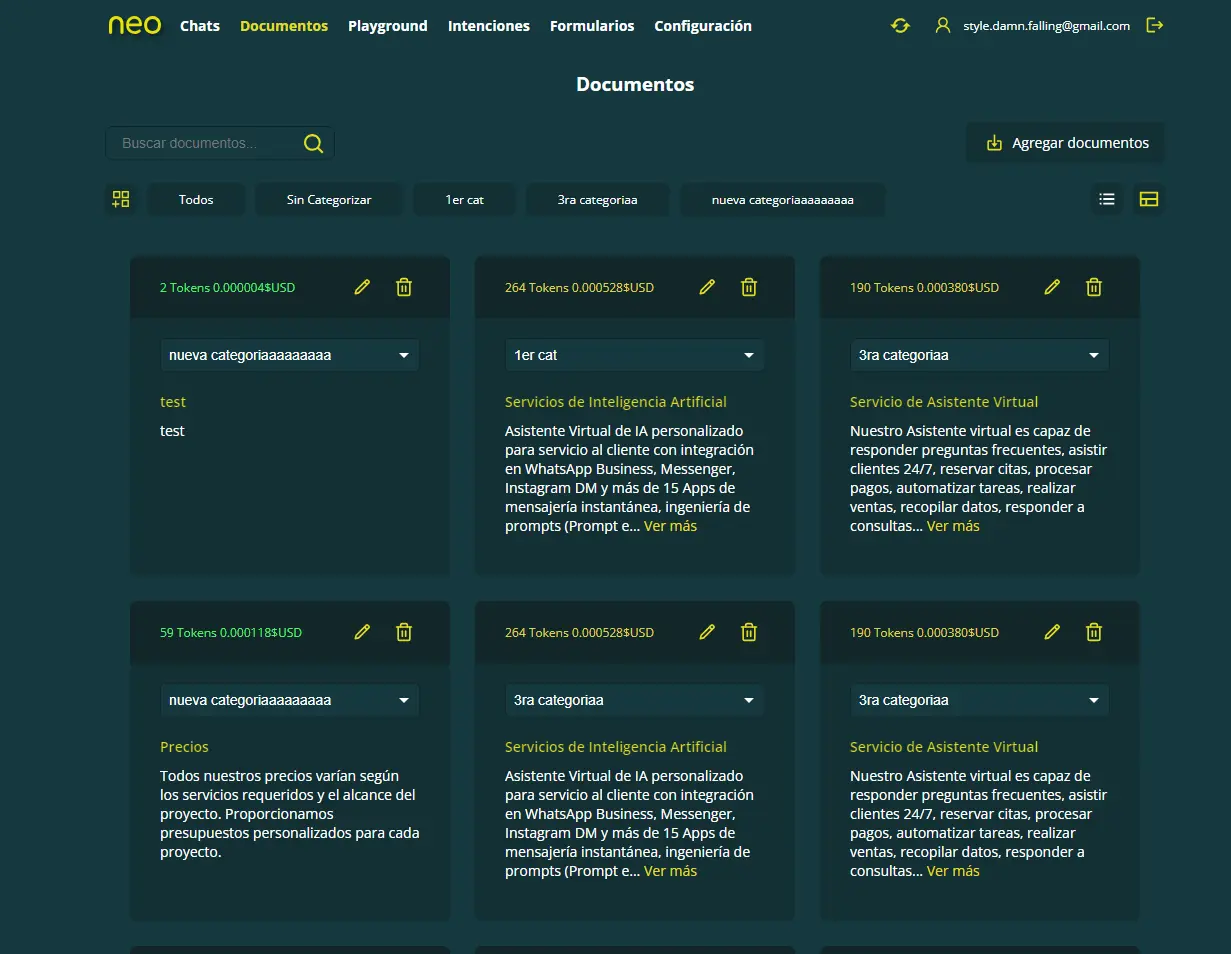 neo Chats Documentos Playground Intenciones Formularios Configuración style.damn.falling@gmail.com
Documentos
Buscar documentos... Agregar documentos
Todos Sin Categorizar 1er cat 3ra categoriaa nueva categoriaaaaaaaaa
2 Tokens 0.000004$USD
nueva categoriaaaaaaaaa
test
test
264 Tokens 0.000528$USD
1er cat
Servicios de Inteligencia Artificial
Asistente Virtual de IA personalizado
para servicio al cliente con integración
en WhatsApp Business, Messenger,
Instagram DM y más de 15 Apps de
mensajería instantánea, ingeniería de
prompts (Prompt e... Ver más
190 Tokens 0.000380$USD
3ra categoriaa
Servicio de Asistente Virtual
Nuestro Asistente virtual es capaz de
responder preguntas frecuentes, asistir
clientes 24/7, reservar citas, procesar
pagos, automatizar tareas, realizar
ventas, recopilar datos, responder a
consultas... Ver más
59 Tokens 0.000118$USD
nueva categoriaaaaaaaaa
Precios
Todos nuestros precios varían según
los servicios requeridos y el alcance del
proyecto. Proporcionamos
presupuestos personalizados para cada
proyecto.
264 Tokens 0.000528$USD
3ra categoriaa
Servicios de Inteligencia Artificial
Asistente Virtual de IA personalizado
para servicio al cliente con integración
en WhatsApp Business, Messenger,
Instagram DM y más de 15 Apps de
mensajería instantánea, ingeniería de
prompts (Prompt e... Ver más
190 Tokens 0.000380$USD
3ra categoriaa
Servicio de Asistente Virtual
Nuestro Asistente virtual es capaz de
responder preguntas frecuentes, asistir
clientes 24/7, reservar citas, procesar
pagos, automatizar tareas, realizar
ventas, recopilar datos, responder a
consultas... Ver más